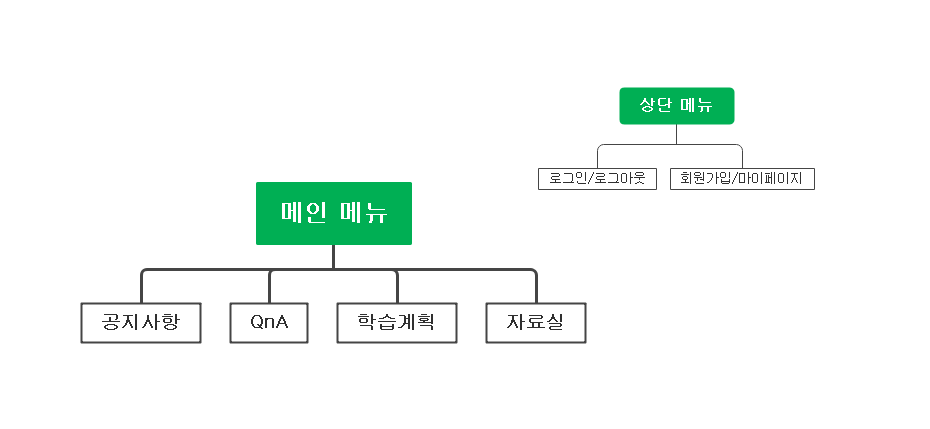 상단 메뉴
로그인/로그아웃
회원가입/마이페이지
메인 메뉴
공지사항
QnA
학습계획
자료실